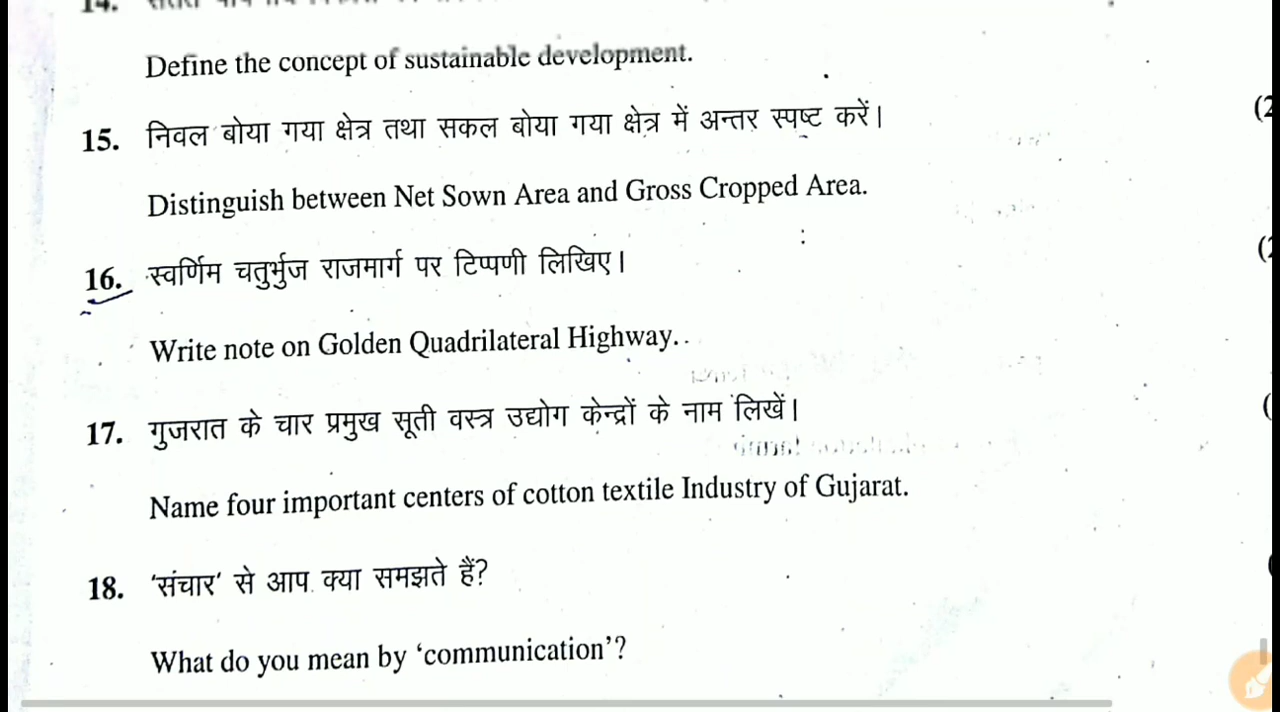 14.
Define the concept of sustainable development.
15. निवल बोया गया क्षेत्र तथा सकल बोया गया क्षेत्र में अन्तर स्पष्ट करें। (2
Distinguish between Net Sown Area and Gross Cropped Area.
16. स्वर्णिम चतुर्भुज राजमार्ग पर टिप्पणी लिखिए। (2
Write note on Golden Quadrilateral Highway..
17. गुजरात के चार प्रमुख सूती वस्त्र उद्योग केन्द्रों के नाम लिखें। (
Name four important centers of cotton textile Industry of Gujarat.
18. 'संचार' से आप क्या समझते हैं? (
What do you mean by 'communication'?